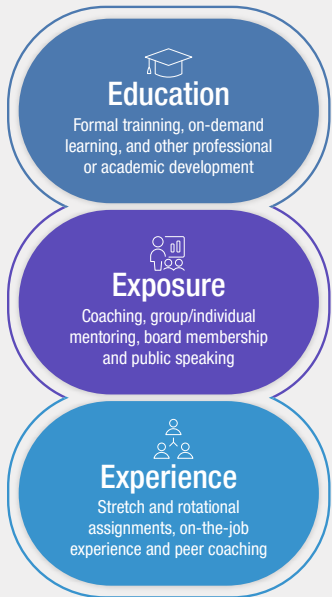 Education
Formal trainning, on-demand
learning, and other professional
or academic development
Exposure
Coaching, group/individual
mentoring, board membership
and public speaking
Experience
Stretch and rotational
assignments, on-the-job
experience and peer coaching